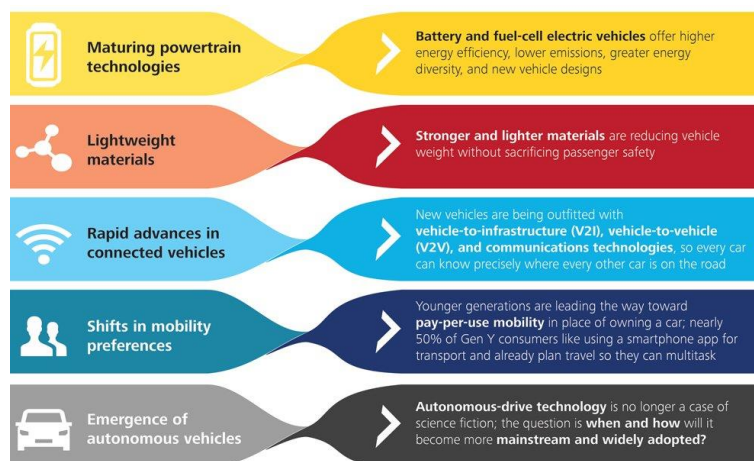 Maturing powertrain
technologies
Battery and fuel-cell electric vehicles offer higher
energy efficiency, lower emissions, greater energy
diversity, and new vehicle designs
Lightweight
materials
Stronger and lighter materials are reducing vehicle
weight without sacrificing passenger safety
Rapid advances in
connected vehicles
New vehicles are being outfitted with
vehicle-to-infrastructure (V2I), vehicle-to-vehicle
(V2V), and communications technologies, so every car
can know precisely where every other car is on the road
Shifts in mobility
preferences
Younger generations are leading the way toward
pay-per-use mobility in place of owning a car; nearly
50% of Gen Y consumers like using a smartphone app for
transport and already plan travel so they can multitask
Emergence of
autonomous vehicles
Autonomous-drive technology is no longer a case of
science fiction; the question is when and how will it
become more mainstream and widely adopted?